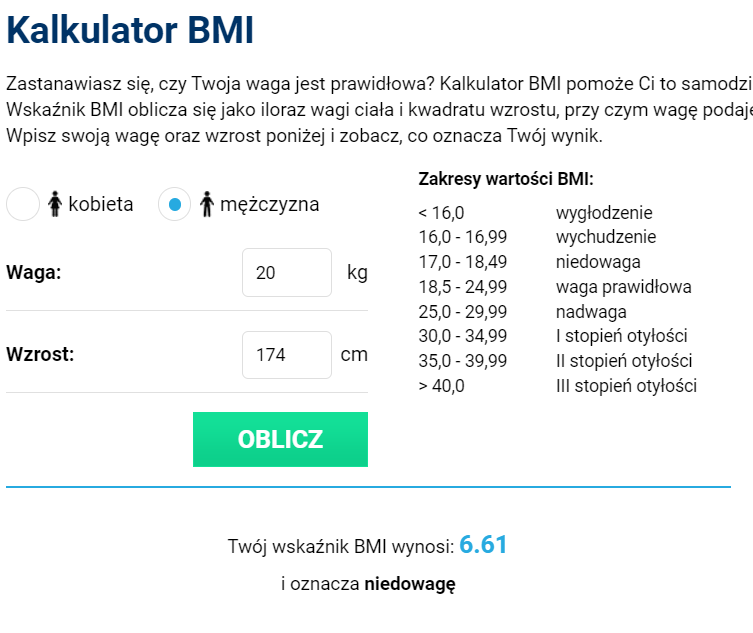 Kalkulator BMI
Zastanawiasz się, czy Twoja waga jest prawidłowa? Kalkulator BMI pomoże Ci to samodzi
Wskaźnik BMI oblicza się jako iloraz wagi ciała i kwadratu wzrostu, przy czym wagę podaje
Wpisz swoją wagę oraz wzrost poniżej i zobacz, co oznacza Twój wynik.
kobieta mężczyzna
Waga: 20 kg
Wzrost: 174 cm
OBLICZ
Zakresy wartości BMI:
< 16,0 wygłodzenie
16,0 - 16,99 wychudzenie
17,0 - 18,49 niedowaga
18,5 - 24,99 waga prawidłowa
25,0 - 29,99 nadwaga
30,0 - 34,99 I stopień otyłości
35,0 - 39,99 II stopień otyłości
> 40,0 III stopień otyłości
Twój wskaźnik BMI wynosi: 6.61
i oznacza niedowagę